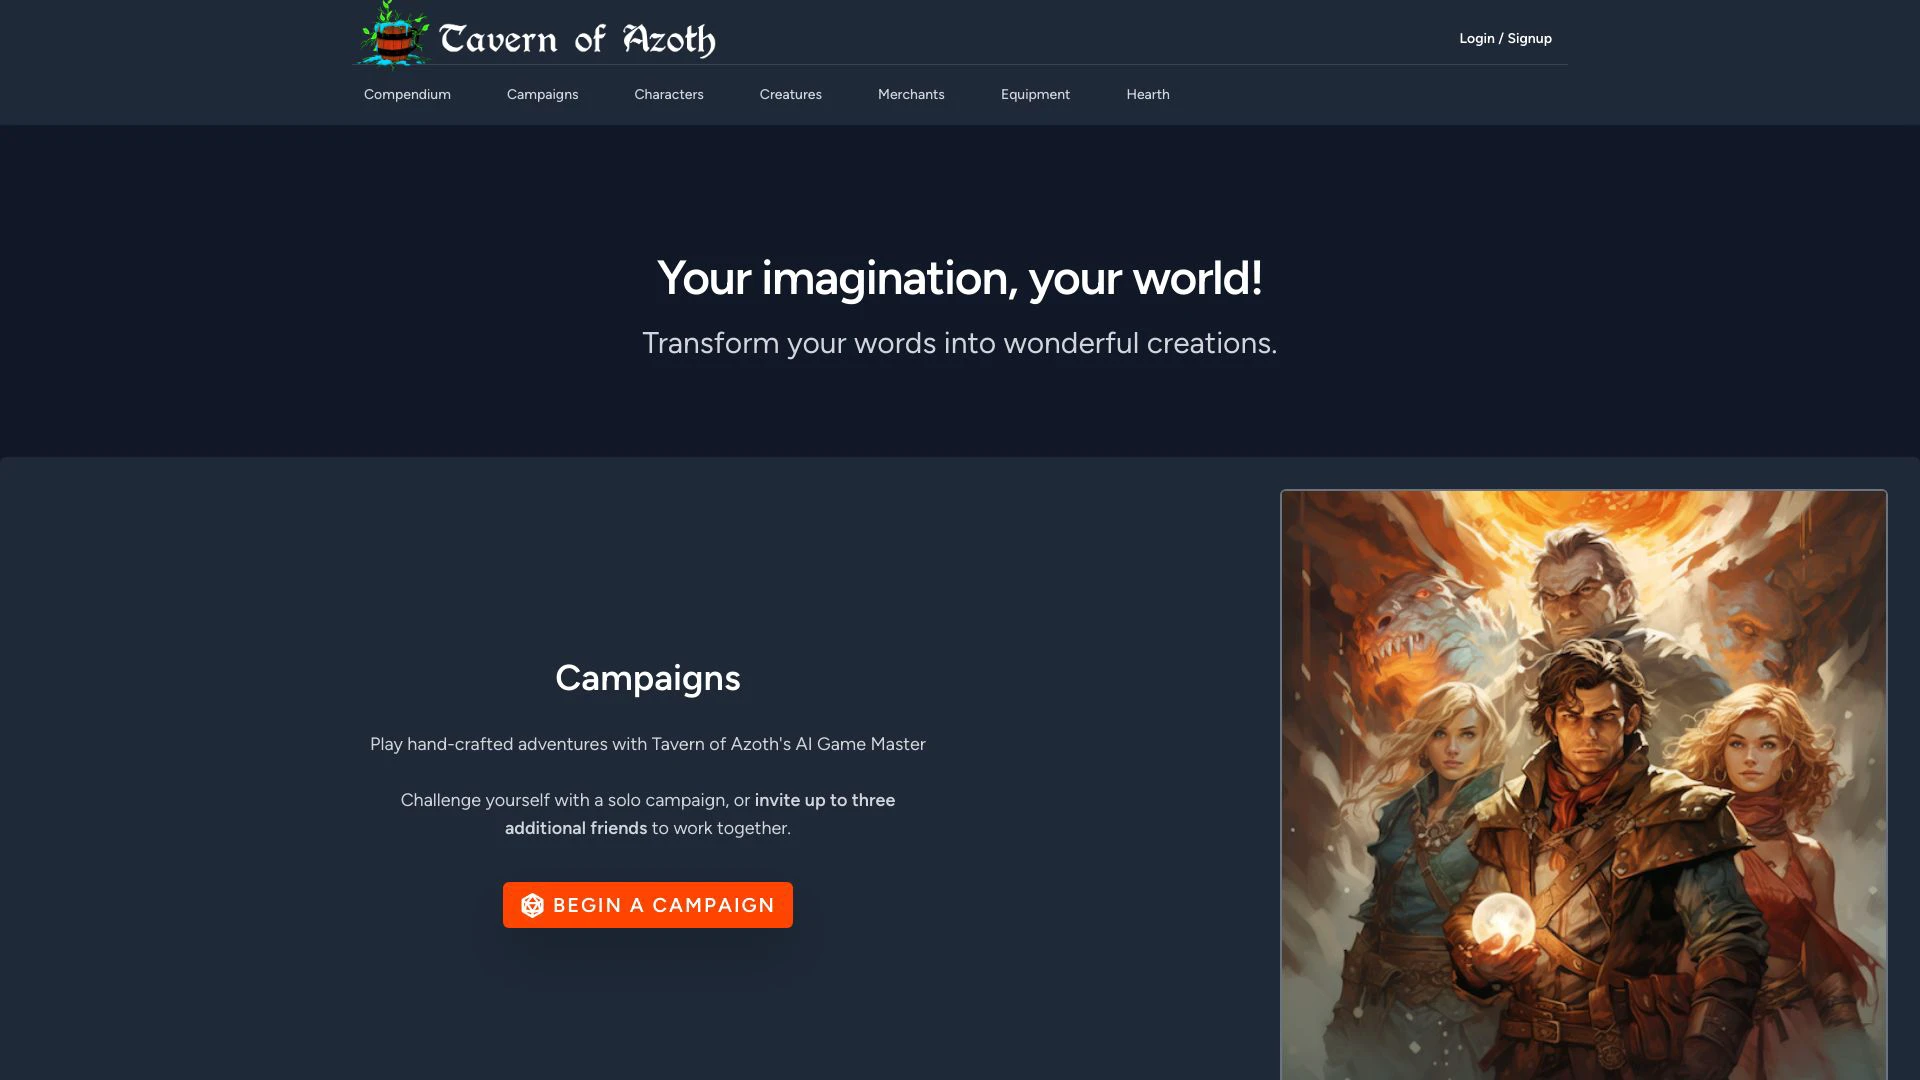 Tavern of Azoth
Login / Signup
Compendium Campaigns Characters Creatures Merchants Equipment Hearth
Your imagination, your world!
Transform your words into wonderful creations.
Campaigns
Play hand-crafted adventures with Tavern of Azoth's AI Game Master
Challenge yourself with a solo campaign, or invite up to three
additional friends to work together.
BEGIN A CAMPAIGN